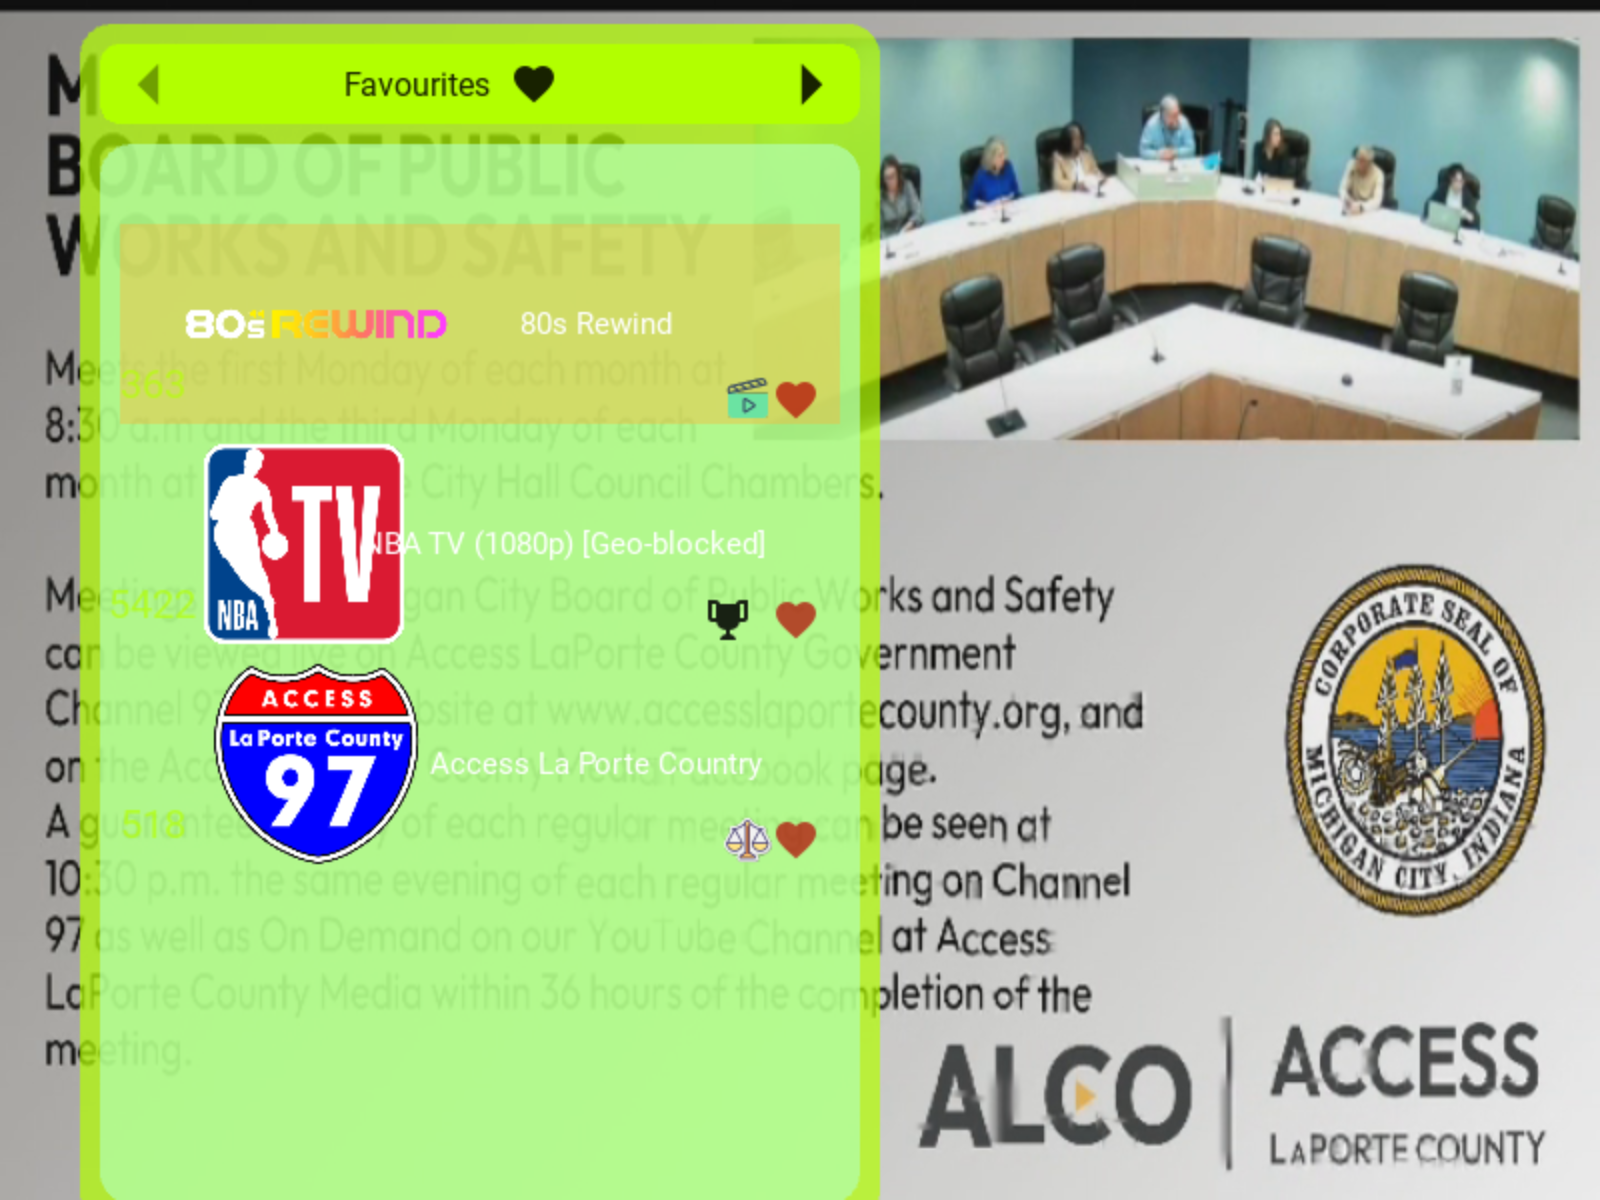 Favourites
M
BOARD OF PUBLIC
WORKS AND SAFETY
80s REWIND
80s Rewind
363
Meets the first Monday of each month at
8:30 a.m and the third Monday of each
month at City Hall Council Chambers.
TV
NBA
NBA TV (1080p) [Geo-blocked]
5422
Meetings gan City Board of Public Works and Safety
can be viewed live on Access LaPorte County Government
Channel 97 bsite at www.accesslaportecounty.org, and
on the Acc County Media Facebook page.
ACCESS
La Porte County
97
Access La Porte Country
518
A guarantee of each regular meeting can be seen at
10:30 p.m. the same evening of each regular meeting on Channel
97 as well as On Demand on our YouTube Channel at Access
LaPorte County Media within 36 hours of the completion of the
meeting.
CORPORATE SEAL OF
MICHIGAN CITY, INDIANA
ALCO
ACCESS
LAPORTE COUNTY